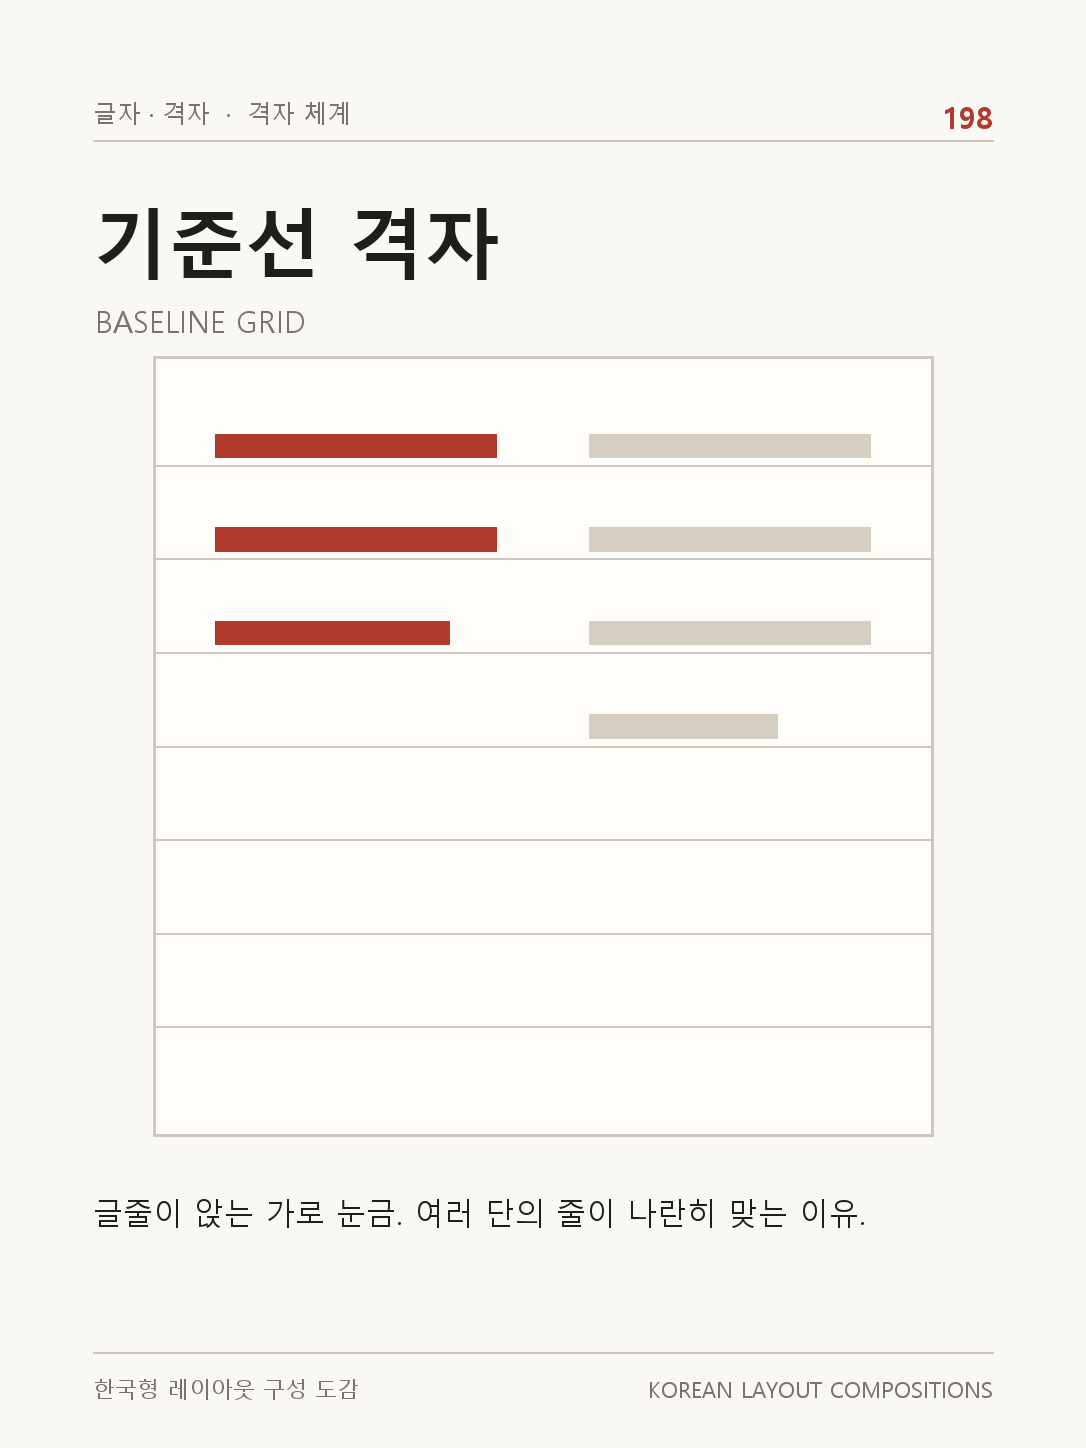 글자 · 격자 · 격자 체계
198
기준선 격자
BASELINE GRID
글줄이 앉는 가로 눈금. 여러 단의 줄이 나란히 맞는 이유.
한국형 레이아웃 구성 도감
KOREAN LAYOUT COMPOSITIONS